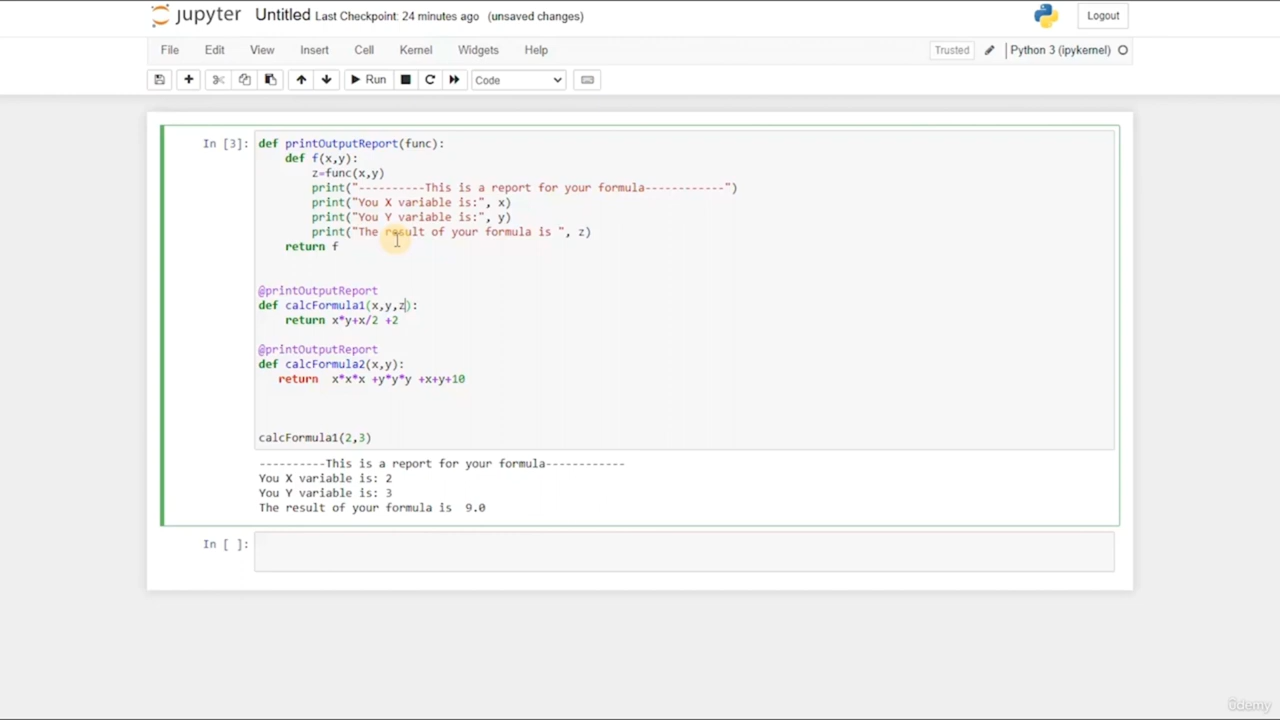 jupyter Untitled Last Checkpoint: 24 minutes ago (unsaved changes) Logout
File Edit View Insert Cell Kernel Widgets Help Trusted Python 3 (ipykernel)
Run Code
In [3]:
def printOutputReport(func):
    def f(x,y):
        z=func(x,y)
        print("----------This is a report for your formula------------")
        print("You X variable is:", x)
        print("You Y variable is:", y)
        print("The result of your formula is ", z)
    return f
@printOutputReport
def calcFormula1(x,y,z):
    return x*y+x/2 +2
@printOutputReport
def calcFormula2(x,y):
   return  x*x*x +y*y*y +x+y+10
calcFormula1(2,3)
----------This is a report for your formula------------
You X variable is: 2
You Y variable is: 3
The result of your formula is  9.0
In [ ]:
ûdemy